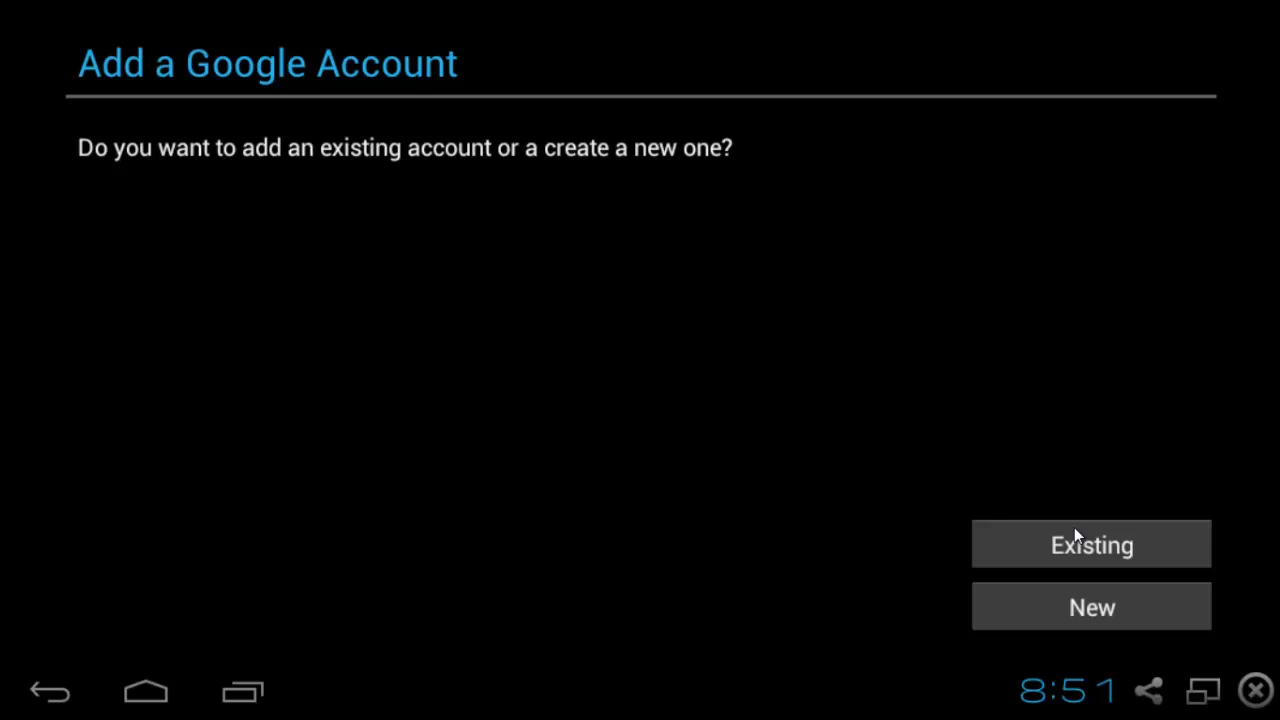 Add a Google Account
Do you want to add an existing account or a create a new one?
Existing
New
8:51